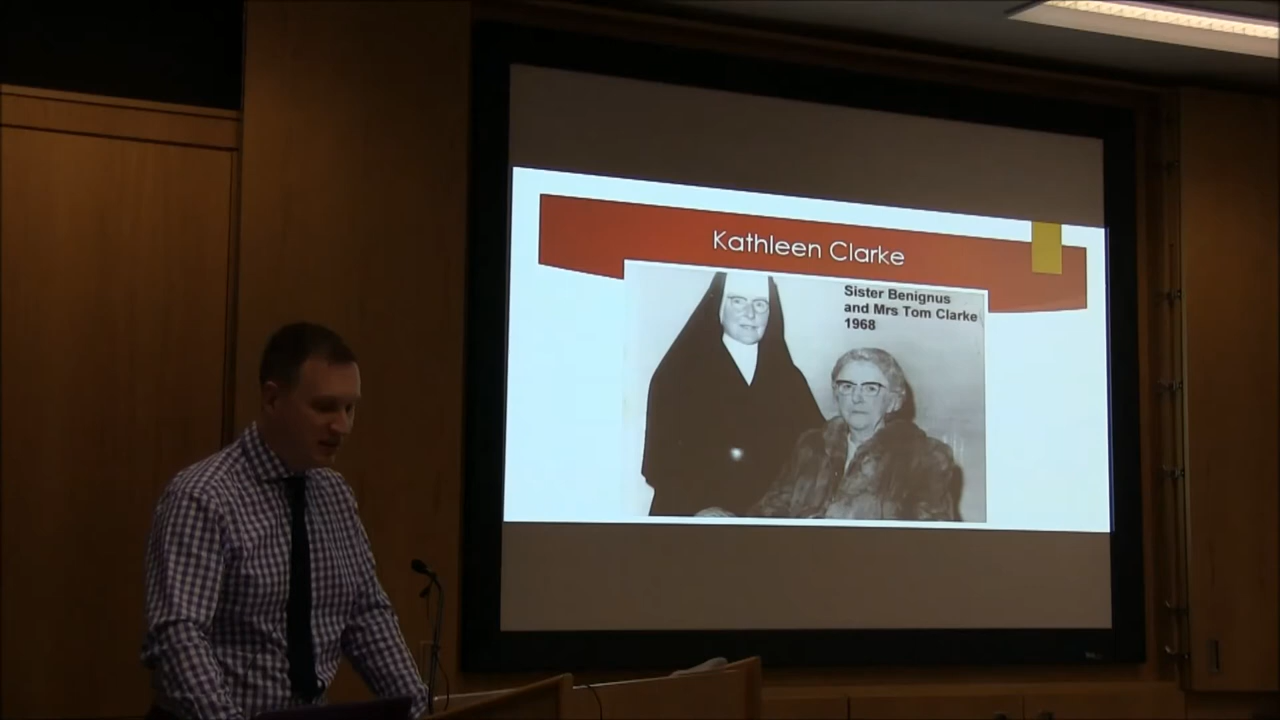 Kathleen Clarke
Sister Benignus
and Mrs Tom Clarke
1968